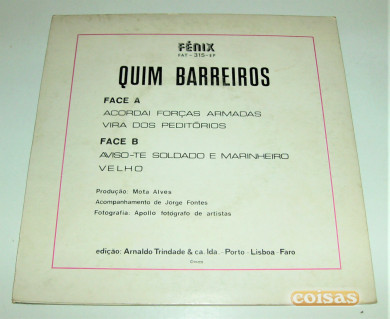 FÉNIX
FAT - 315 - EP
QUIM BARREIROS
FACE A
ACORDAI FORÇAS ARMADAS
VIRA DOS PEDITÓRIOS
FACE B
AVISO-TE SOLDADO E MARINHEIRO
VELHO
Produção: Mota Alves
Acompanhamento de Jorge Fontes
Fotografia: Apollo fotógrafo de artistas
edição: Arnaldo Trindade & ca. lda. - Porto - Lisboa - Faro
coisas